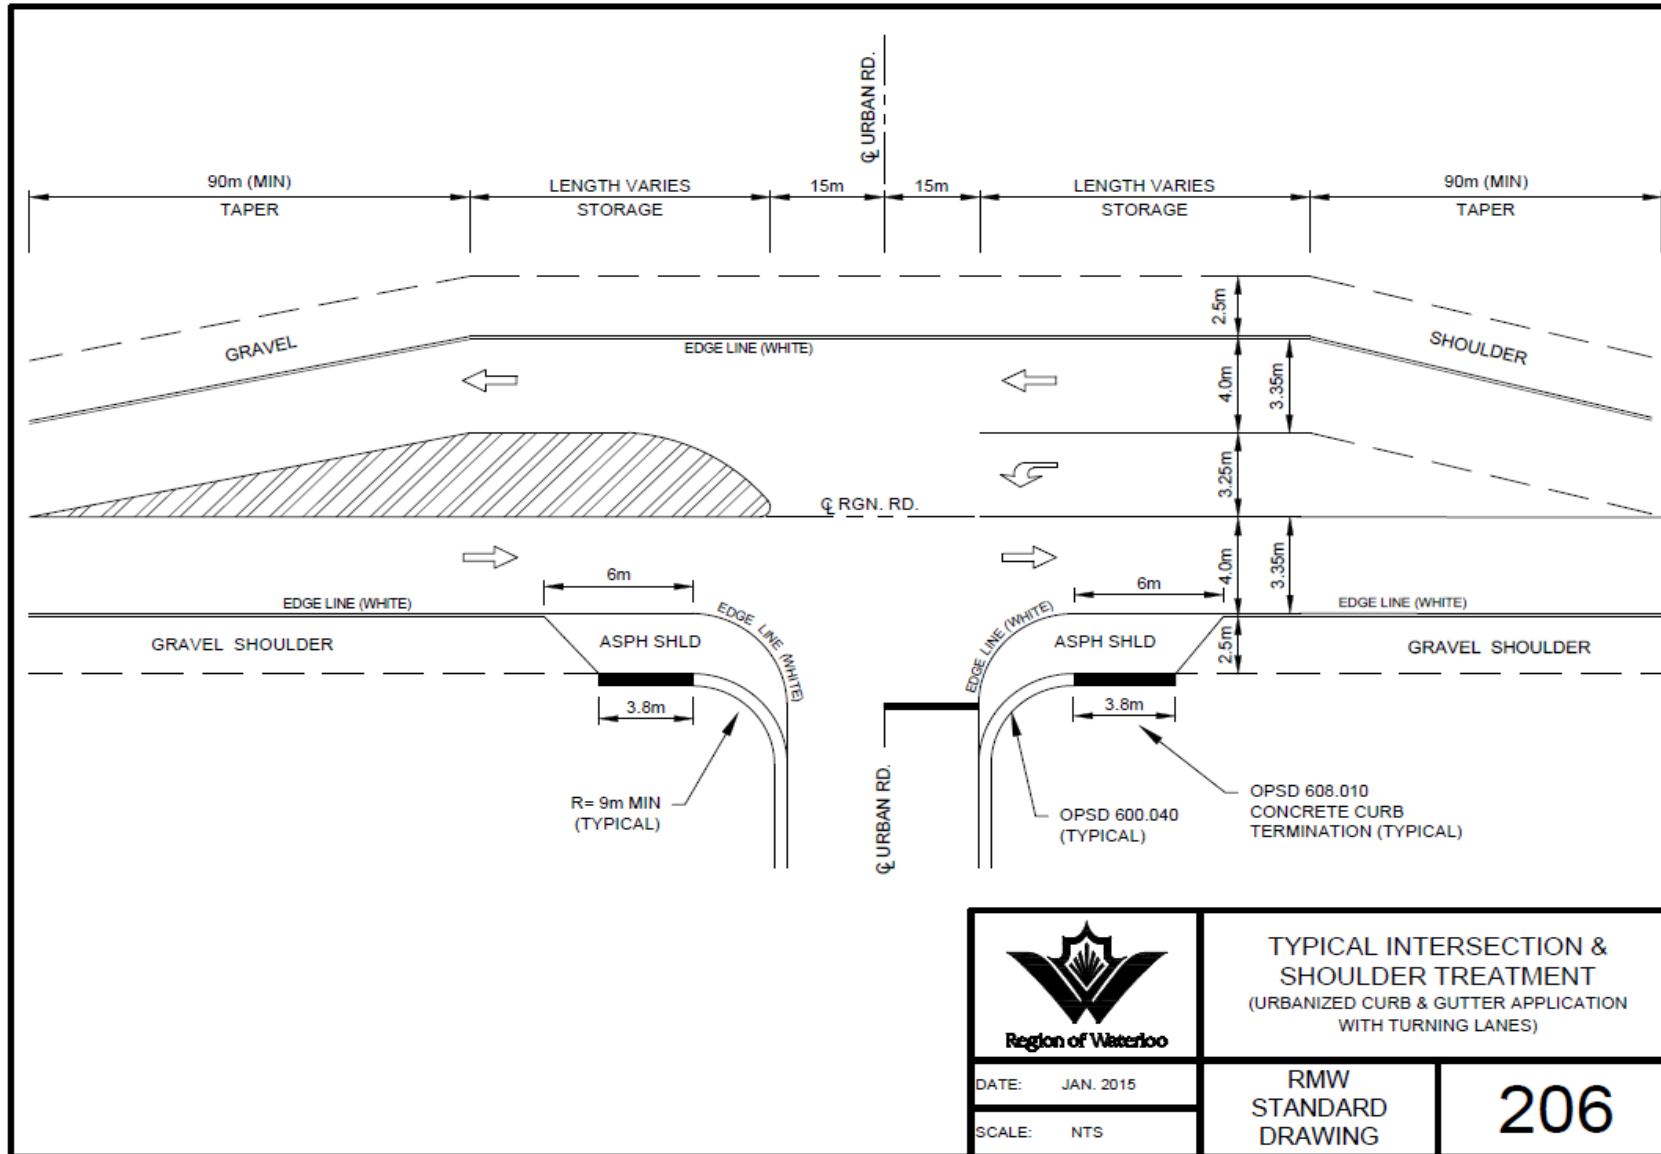 ℄ URBAN RD.
90m (MIN)
TAPER
LENGTH VARIES
STORAGE
15m
15m
LENGTH VARIES
STORAGE
90m (MIN)
TAPER
GRAVEL
EDGE LINE (WHITE)
2.5m
SHOULDER
4.0m
3.35m
3.25m
℄ RGN. RD.
4.0m
3.35m
6m
6m
EDGE LINE (WHITE)
EDGE LINE (WHITE)
EDGE LINE (WHITE)
EDGE LINE (WHITE)
GRAVEL SHOULDER
ASPH SHLD
ASPH SHLD
2.5m
GRAVEL SHOULDER
3.8m
3.8m
R= 9m MIN
(TYPICAL)
℄ URBAN RD.
OPSD 600.040
(TYPICAL)
OPSD 608.010
CONCRETE CURB
TERMINATION (TYPICAL)
Region of Waterloo
TYPICAL INTERSECTION &
SHOULDER TREATMENT
(URBANIZED CURB & GUTTER APPLICATION
WITH TURNING LANES)
DATE: JAN. 2015
SCALE: NTS
RMW
STANDARD
DRAWING
206